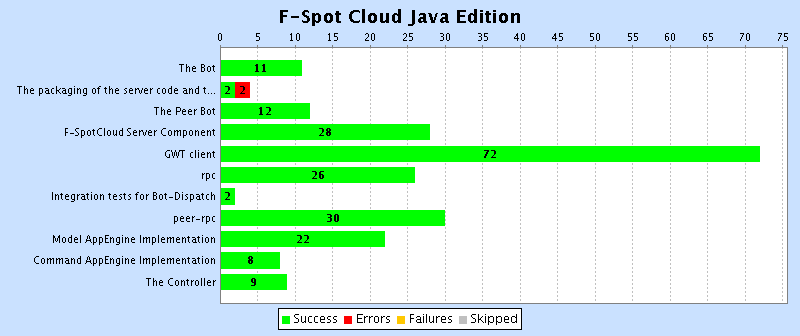 F-Spot Cloud Java Edition
0 5 10 15 20 25 30 35 40 45 50 55 60 65 70 75
The Bot 11
The packaging of the server code and t... 2 2
The Peer Bot 12
F-SpotCloud Server Component 28
GWT client 72
rpc 26
Integration tests for Bot-Dispatch 2
peer-rpc 30
Model AppEngine Implementation 22
Command AppEngine Implementation 8
The Controller 9
Success Errors Failures Skipped